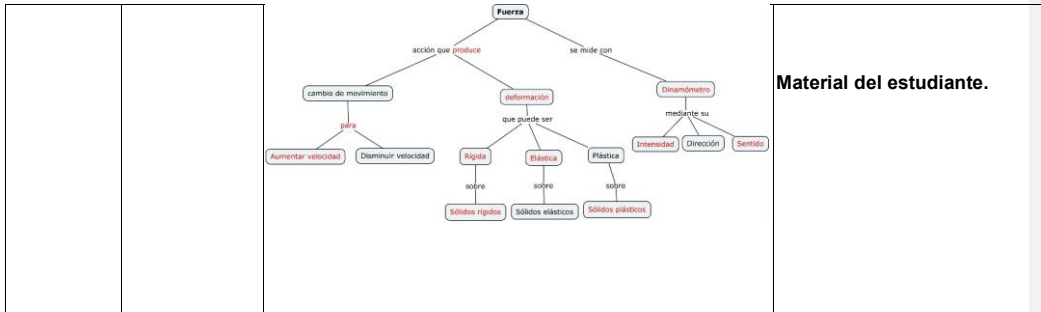 Fuerza
acción que produce
se mide con
cambio de movimiento
deformación
Dinamómetro
Material del estudiante.
para
que puede ser
mediante su
Aumentar velocidad
Disminuir velocidad
Rígida
Elástica
Plástica
Intensidad
Dirección
Sentido
sobre
sobre
sobre
Sólidos rígidos
Sólidos elásticos
Sólidos plásticos